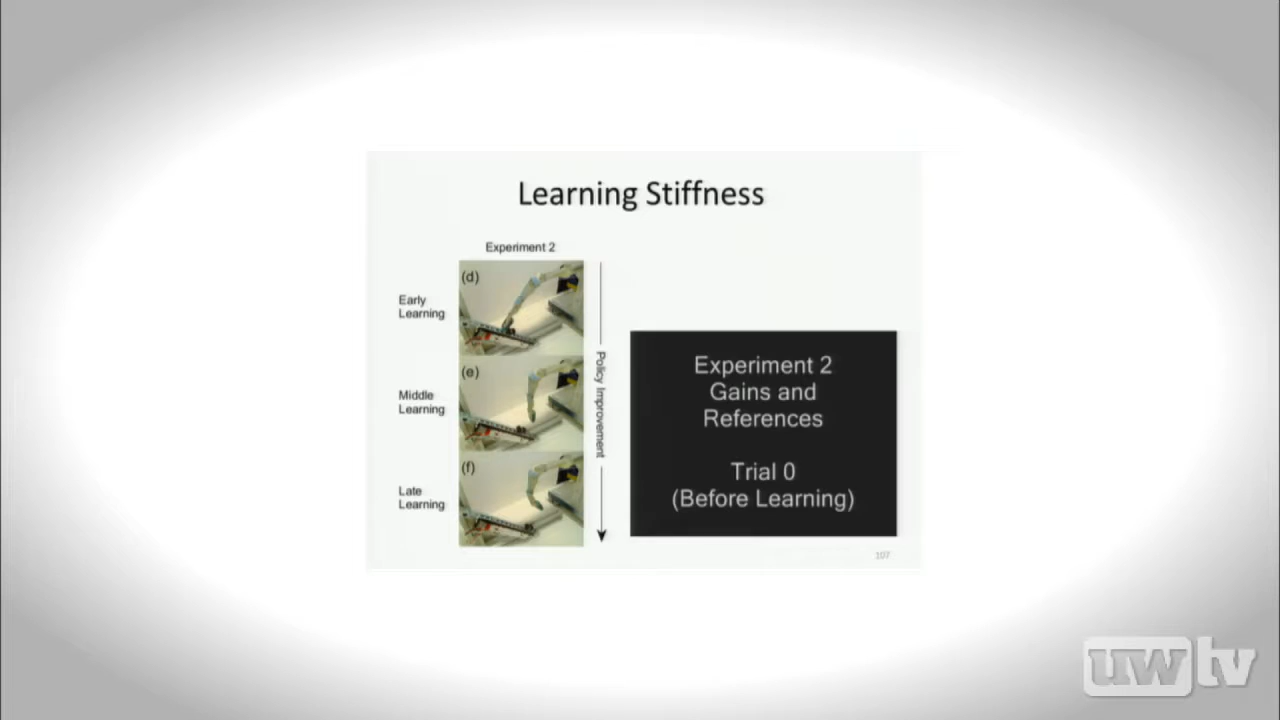 Learning Stiffness
Experiment 2
(d)
Early
Learning
(e)
Middle
Learning
(f)
Late
Learning
Policy Improvement
Experiment 2
Gains and
References
Trial 0
(Before Learning)
107
uwtv